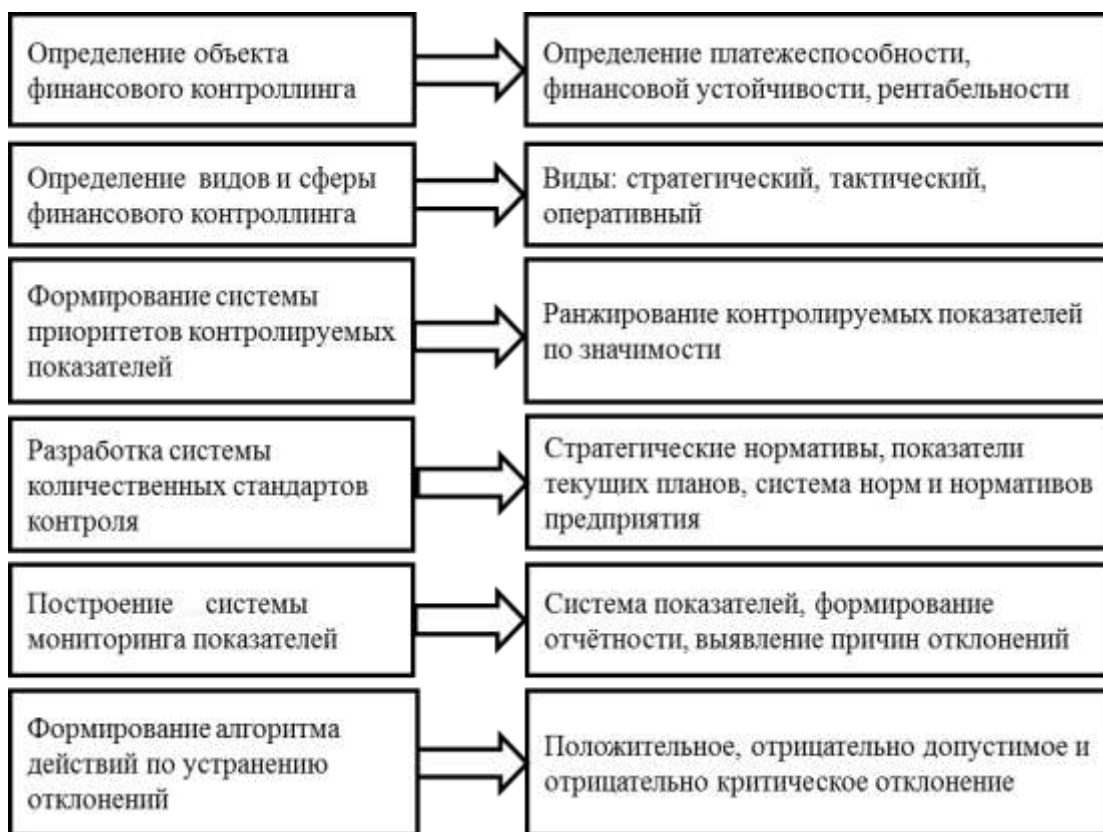 Определение объекта
финансового контроллинга
Определение платежеспособности,
финансовой устойчивости, рентабельности
Определение видов и сферы
финансового контроллинга
Виды: стратегический, тактический,
оперативный
Формирование системы
приоритетов контролируемых
показателей
Ранжирование контролируемых показателей
по значимости
Разработка системы
количественных стандартов
контроля
Стратегические нормативы, показатели
текущих планов, система норм и нормативов
предприятия
Построение системы
мониторинга показателей
Система показателей, формирование
отчётности, выявление причин отклонений
Формирование алгоритма
действий по устранению
отклонений
Положительное, отрицательно допустимое и
отрицательно критическое отклонение